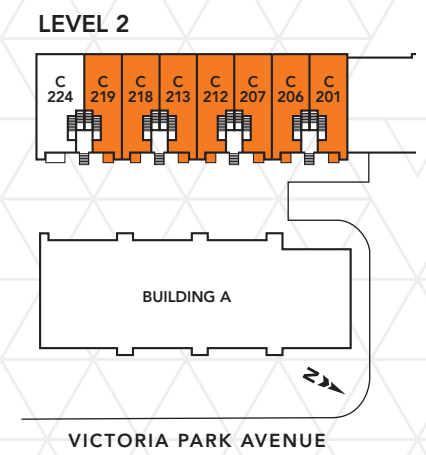 LEVEL 2
C C C C C C C C
224 219 218 213 212 207 206 201
BUILDING A
N
VICTORIA PARK AVENUE